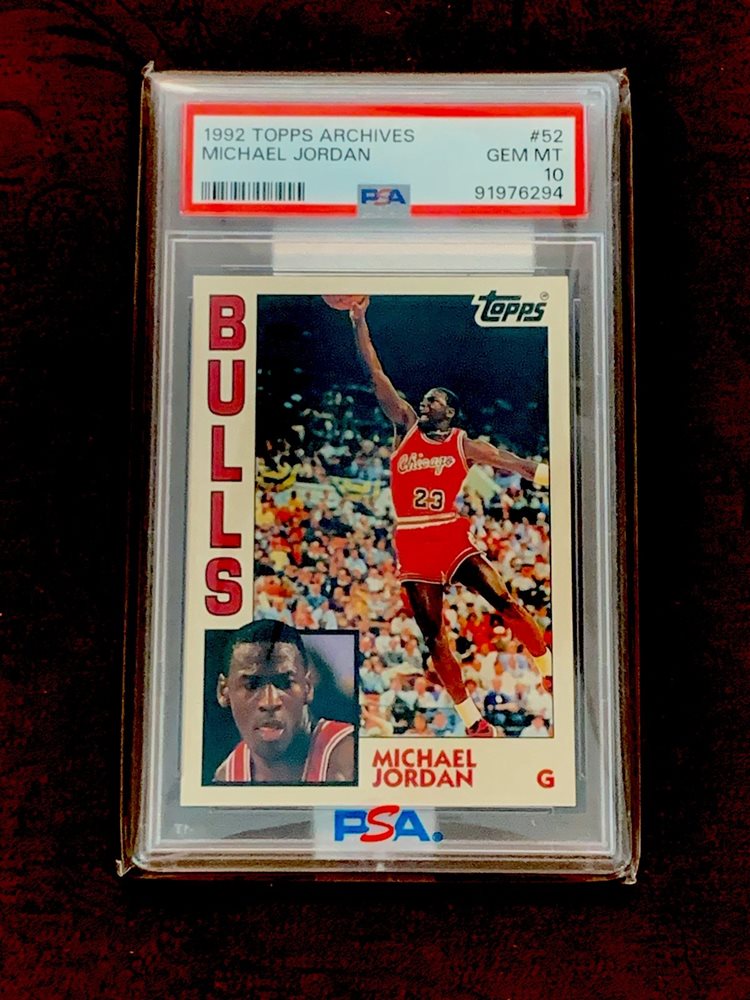 1992 TOPPS ARCHIVES #52
MICHAEL JORDAN GEM MT
10
PSA 91976294
BULLS
TOPPS
Chicago
23
MICHAEL
JORDAN G
PSA